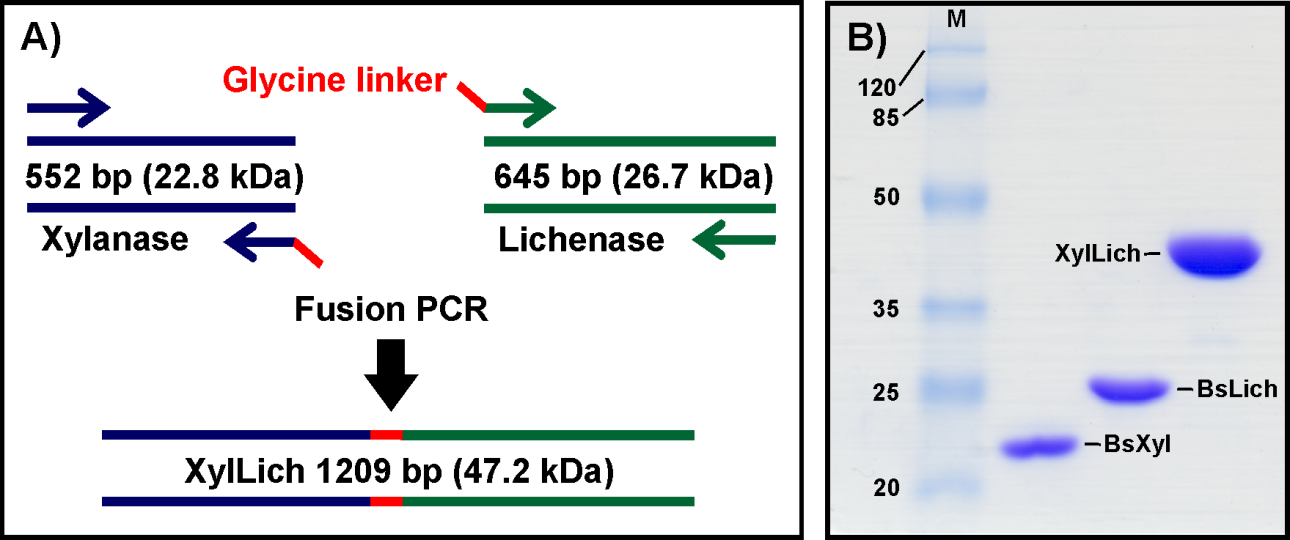 A)
Glycine linker
552 bp (22.8 kDa)
645 bp (26.7 kDa)
Xylanase
Lichenase
Fusion PCR
XylLich 1209 bp (47.2 kDa)
B)
M
120
85
50
XylLich
35
25
BsLich
BsXyl
20